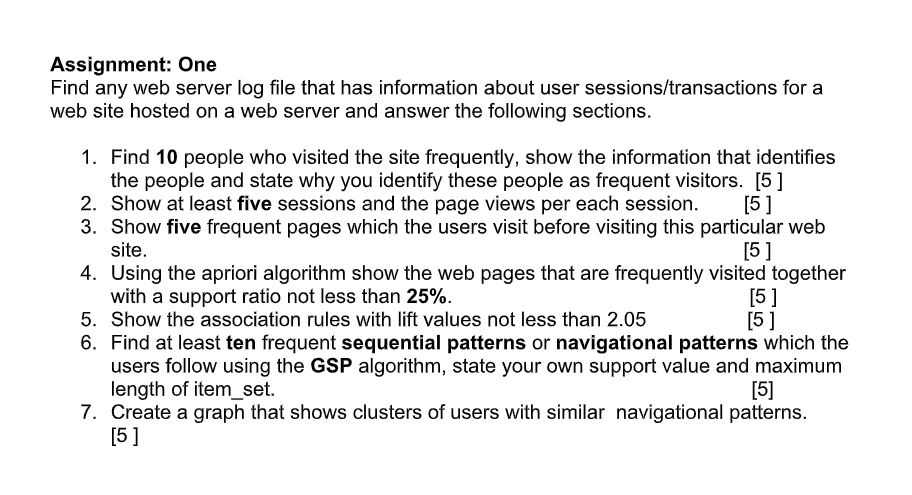 Assignment: One
Find any web server log file that has information about user sessions/transactions for a
web site hosted on a web server and answer the following sections.
1. Find 10 people who visited the site frequently, show the information that identifies
the people and state why you identify these people as frequent visitors. [5 ]
2. Show at least five sessions and the page views per each session. [5 ]
3. Show five frequent pages which the users visit before visiting this particular web
site. [5 ]
4. Using the apriori algorithm show the web pages that are frequently visited together
with a support ratio not less than 25%. [5 ]
5. Show the association rules with lift values not less than 2.05 [5 ]
6. Find at least ten frequent sequential patterns or navigational patterns which the
users follow using the GSP algorithm, state your own support value and maximum
length of item_set. [5]
7. Create a graph that shows clusters of users with similar navigational patterns.
[5 ]